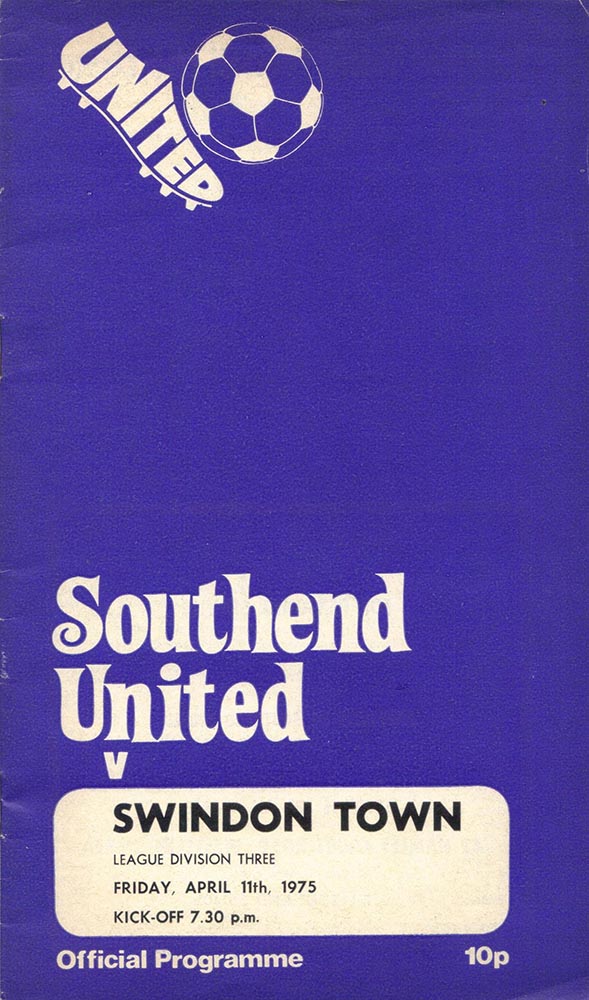 UNITED
Southend
United
v
SWINDON TOWN
LEAGUE DIVISION THREE
FRIDAY, APRIL 11th, 1975
KICK-OFF 7.30 p.m.
Official Programme 10p